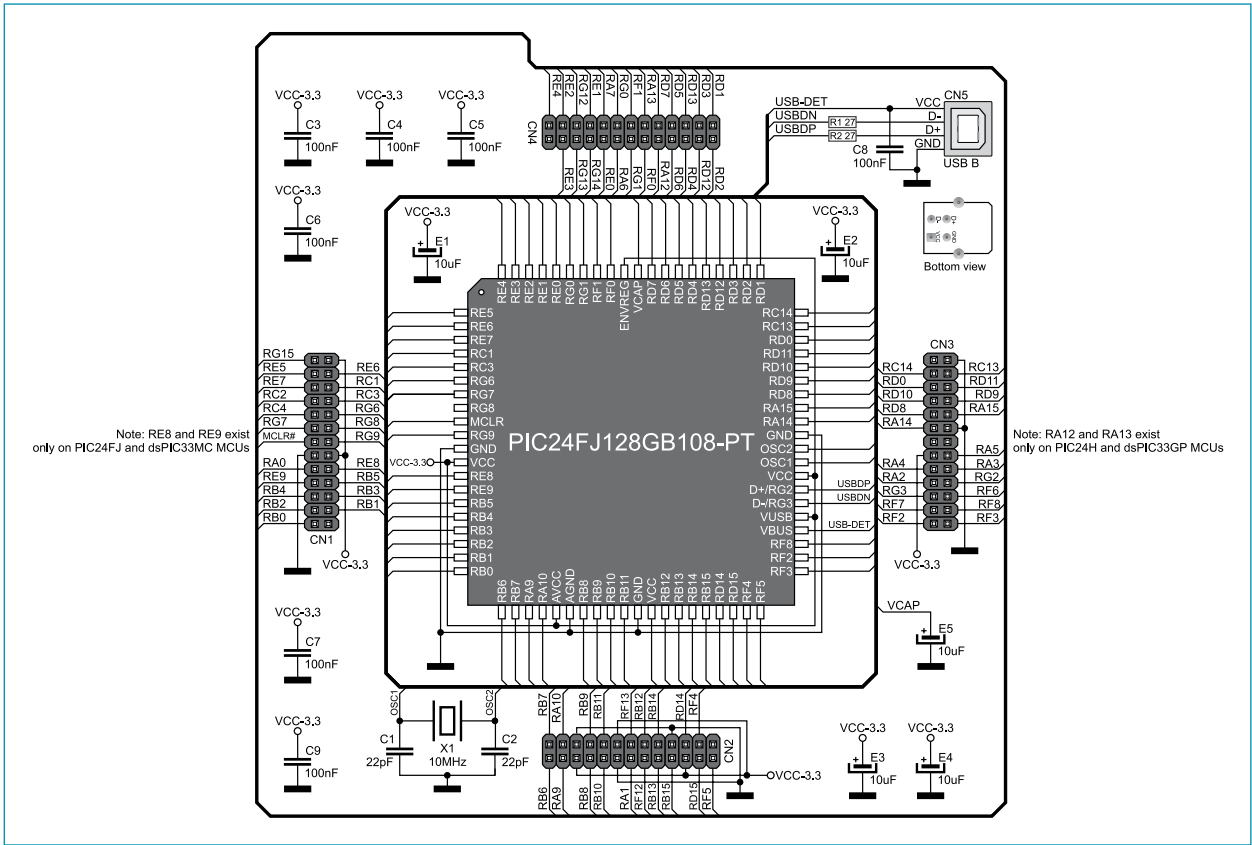 RE4 RE2 RG12 RE1 RA7 RG0 RF1 RA13 RD7 RD5 RD13 RD3 RD1
CN4
RE3 RG13 RG14 RE0 RA6 RG1 RF0 RA12 RD6 RD4 RD12 RD2
VCC-3.3
C3
100nF
VCC-3.3
C4
100nF
VCC-3.3
C5
100nF
VCC-3.3
C6
100nF
USB-DET
USBDN
USBDP
R1 27
R2 27
C8
100nF
CN5
VCC
D-
D+
GND
USB B
D- D+
VCC GND
Bottom view
VCC-3.3
E1
10uF
VCC-3.3
E2
10uF
RE4 RE3 RE2 RE1 RE0 RG0 RG1 RF1 RF0 ENVREG VCAP RD7 RD6 RD5 RD4 RD13 RD12 RD3 RD2 RD1
RE5
RE6
RE7
RC1
RC3
RG6
RG7
RG8
MCLR
RG9
GND
VCC
RE8
RE9
RB5
RB4
RB3
RB2
RB1
RB0
VCC-3.3
PIC24FJ128GB108-PT
RC14
RC13
RD0
RD11
RD10
RD9
RD8
RA15
RA14
GND
OSC2
OSC1
VCC
D+/RG2
D-/RG3
VUSB
VBUS
RF8
RF2
RF3
USBDP
USBDN
USB-DET
RB6 RB7 RA9 RA10 AVCC AGND RB8 RB9 RB10 RB11 GND VCC RB12 RB13 RB14 RB15 RD14 RD15 RF4 RF5
RG15
RE5 RE6
RE7 RC1
RC2 RC3
RC4 RG6
RG7 RG8
MCLR# RG9
RA0 RE8
RE9 RB5
RB4 RB3
RB2 RB1
RB0
CN1
VCC-3.3
Note: RE8 and RE9 exist
only on PIC24FJ and dsPIC33MC MCUs
CN3
RC14 RC13
RD0 RD11
RD10 RD9
RD8 RA15
RA14
RA5
RA4 RA3
RA2 RG2
RG3 RF6
RF7 RF8
RF2 RF3
VCC-3.3
Note: RA12 and RA13 exist
only on PIC24H and dsPIC33GP MCUs
VCC-3.3
C7
100nF
VCC-3.3
C9
100nF
OSC1
OSC2
C1
22pF
X1
10MHz
C2
22pF
RB7 RA10 RB9 RB11 RF13 RB12 RB14 RD14 RF4
CN2
VCC-3.3
RB6 RA9 RB8 RB10 RA1 RF12 RB13 RB15 RD15 RF5
VCAP
E5
10uF
VCC-3.3
E3
10uF
VCC-3.3
E4
10uF